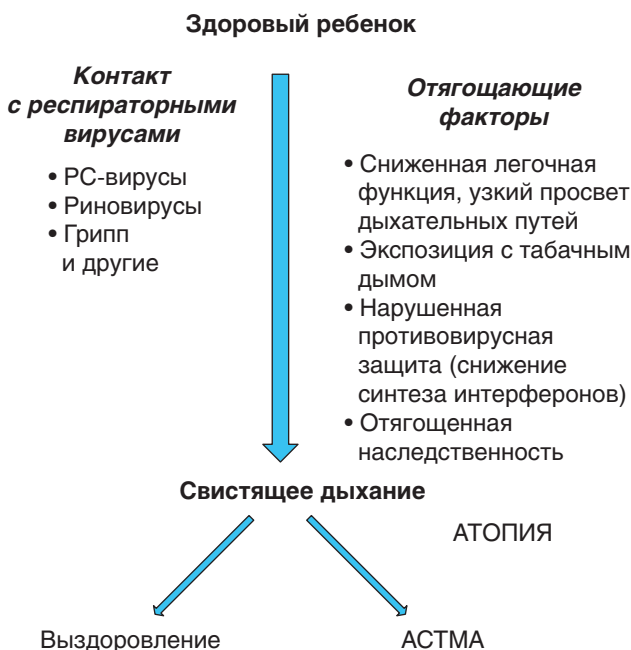 Здоровый ребенок
Контакт
с респираторными
вирусами
• РС-вирусы
• Риновирусы
• Грипп
и другие
Отягощающие
факторы
• Сниженная легочная
функция, узкий просвет
дыхательных путей
• Экспозиция с табачным
дымом
• Нарушенная
противовирусная
защита (снижение
синтеза интерферонов)
• Отягощенная
наследственность
Свистящее дыхание
АТОПИЯ
Выздоровление
АСТМА